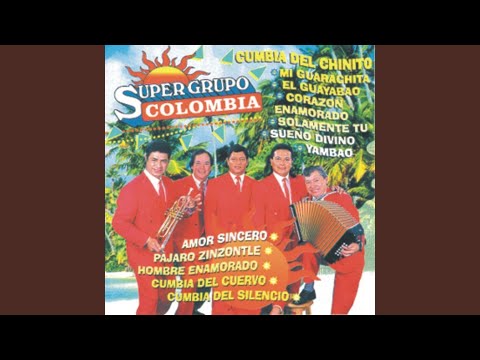 SUPER GRUPO
COLOMBIA
CUMBIA DEL CHINITO
MI GUARACHITA
EL GUAYABAO
CORAZON
ENAMORADO
SOLAMENTE TU
SUEÑO DIVINO
YAMBAO
AMOR SINCERO
PAJARO ZINZONTLE
HOMBRE ENAMORADO
CUMBIA DEL CUERVO
CUMBIA DEL SILENCIO